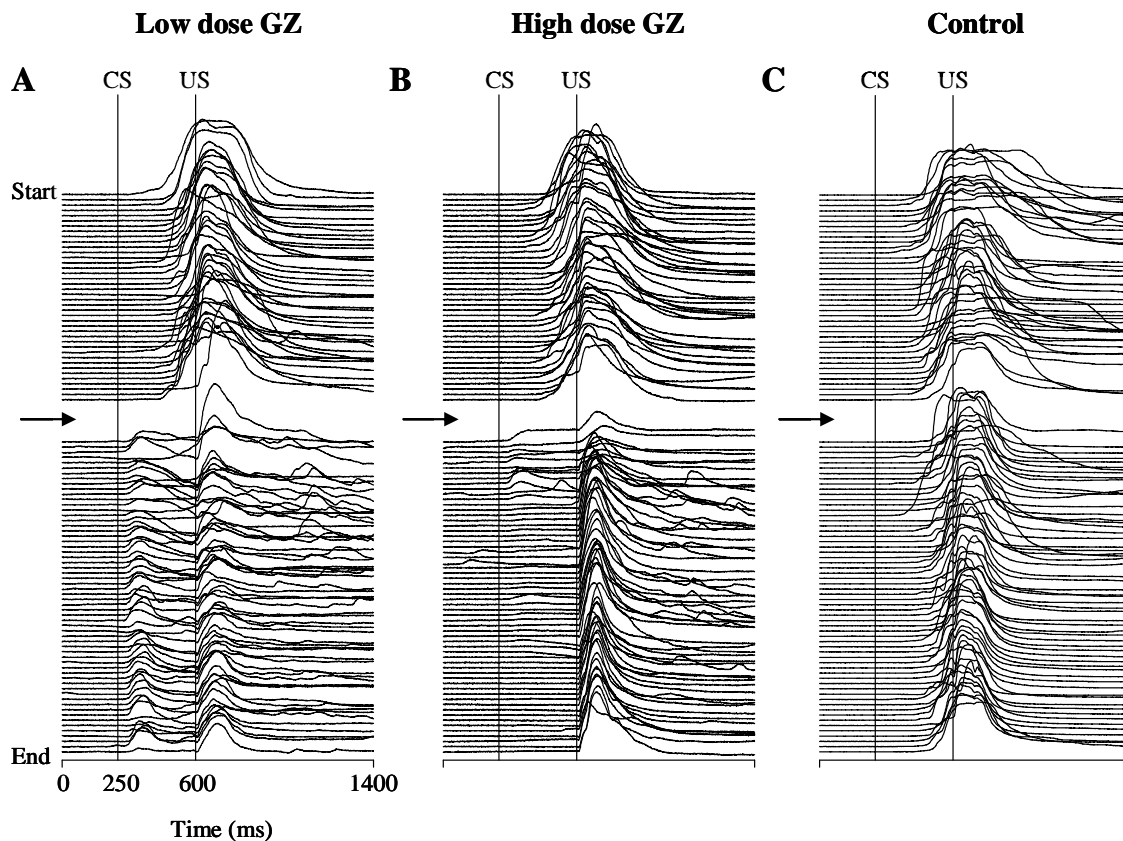 Low dose GZ High dose GZ Control
A B C
CS US CS US CS US
Start
End
0 250 600 1400
Time (ms)